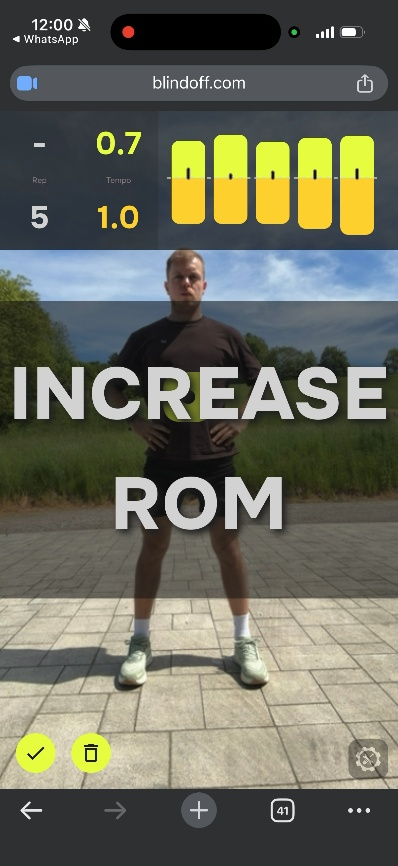 12:00
◀ WhatsApp
blindoff.com
- 0.7
Rep Tempo
5 1.0
INCREASE
ROM
41